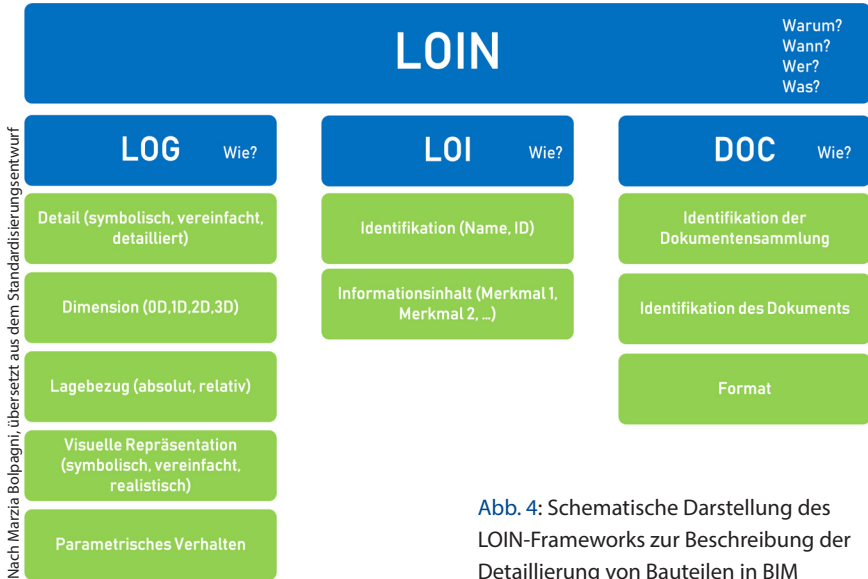 LOIN
Warum?
Wann?
Wer?
Was?
LOG Wie?
Detail (symbolisch, vereinfacht,
detailliert)
Dimension (0D,1D,2D,3D)
Lagebezug (absolut, relativ)
Visuelle Repräsentation
(symbolisch, vereinfacht,
realistisch)
Parametrisches Verhalten
LOI Wie?
Identifikation (Name, ID)
Informationsinhalt (Merkmal 1,
Merkmal 2, ...)
DOC Wie?
Identifikation der
Dokumentensammlung
Identifikation des Dokuments
Format
Nach Marzia Bolpagni, übersetzt aus dem Standardisierungsentwurf
Abb. 4: Schematische Darstellung des
LOIN-Frameworks zur Beschreibung der
Detaillierung von Bauteilen in BIM